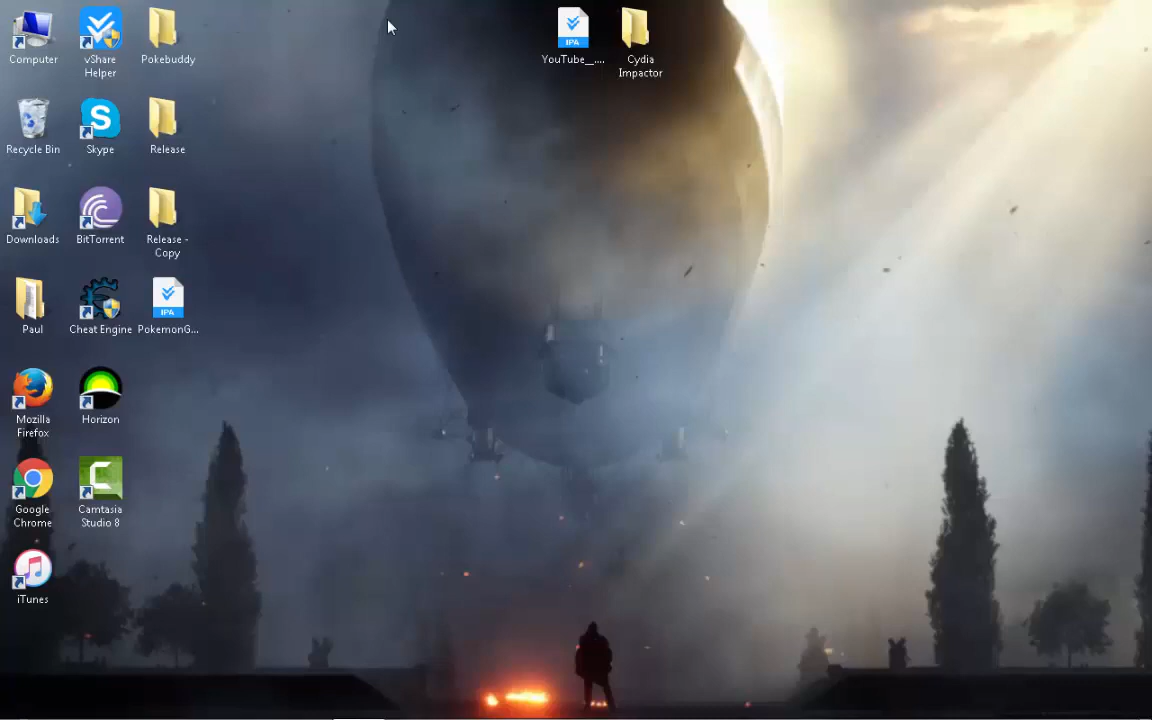 Computer
vShare
Helper
Pokebuddy
YouTube__....
IPA
Cydia
Impactor
Recycle Bin
Skype
Release
Downloads
BitTorrent
Release -
Copy
Paul
Cheat Engine
IPA
PokemonG...
Mozilla
Firefox
Horizon
Google
Chrome
Camtasia
Studio 8
iTunes